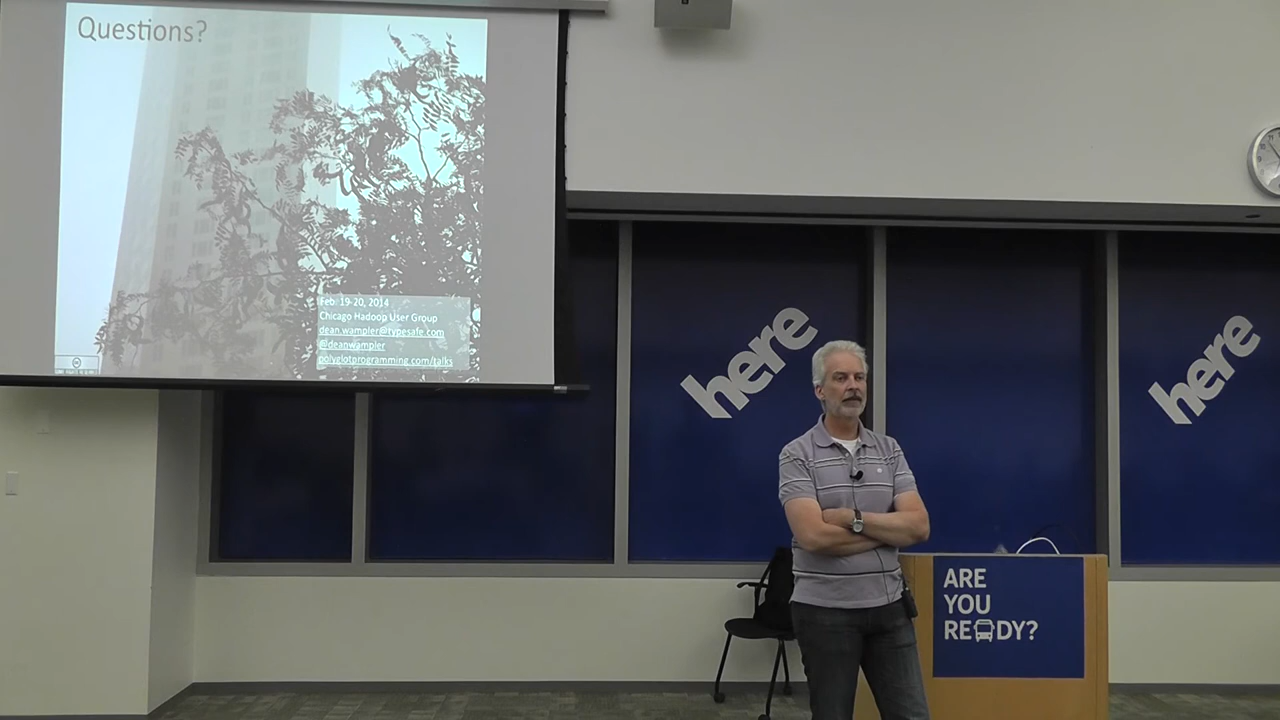 Questions?
Feb. 19-20, 2014
Chicago Hadoop User Group
dean.wampler@typesafe.com
@deanwampler
polyglotprogramming.com/talks
here
here
ARE
YOU
READY?